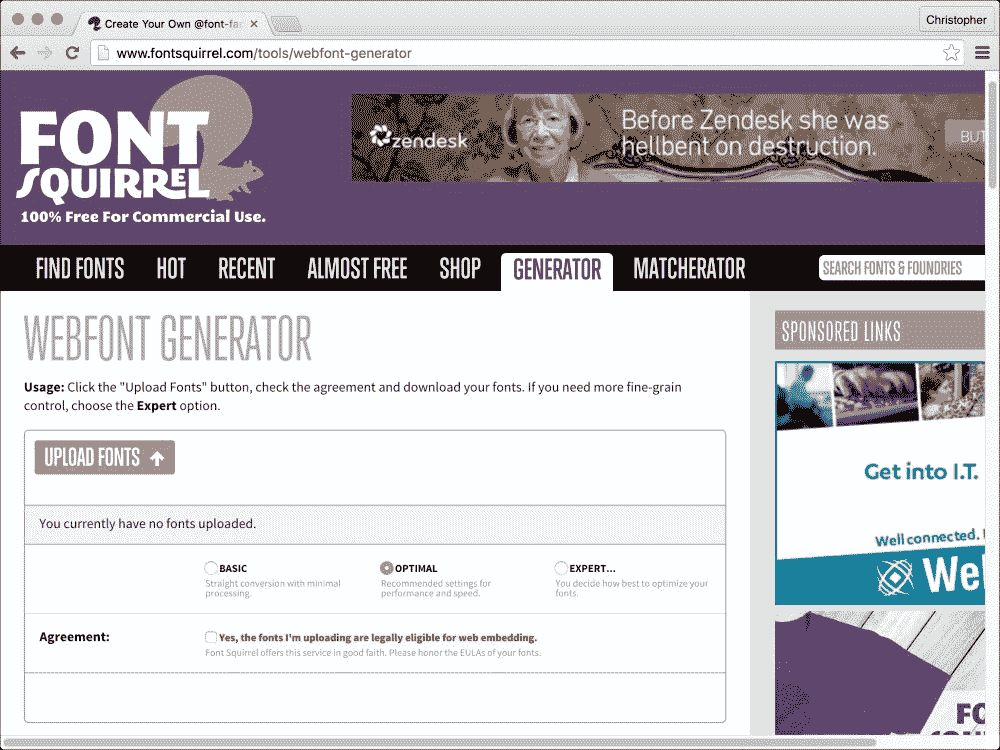 Create Your Own @font-fac
Christopher
www.fontsquirrel.com/tools/webfont-generator
FONT
SQUIRREL
100% Free For Commercial Use.
zendesk
Before Zendesk she was
hellbent on destruction.
BUT
FIND FONTS HOT RECENT ALMOST FREE SHOP GENERATOR MATCHERATOR
SEARCH FONTS & FOUNDRIES
WEBFONT GENERATOR
Usage: Click the "Upload Fonts" button, check the agreement and download your fonts. If you need more fine-grain
control, choose the Expert option.
UPLOAD FONTS
You currently have no fonts uploaded.
BASIC
Straight conversion with minimal
processing.
OPTIMAL
Recommended settings for
performance and speed.
EXPERT...
You decide how best to optimize your
fonts.
Agreement:
Yes, the fonts I'm uploading are legally eligible for web embedding.
Font Squirrel offers this service in good faith. Please honor the EULAs of your fonts.
SPONSORED LINKS
Get into I.T.
Well connected.
Wel
FO